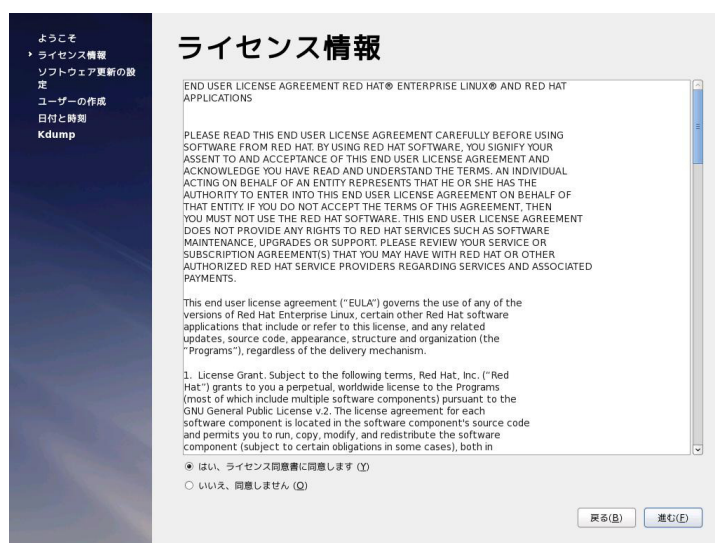 ようこそ
ライセンス情報
ソフトウェア更新の設
定
ユーザーの作成
日付と時刻
Kdump
ライセンス情報
END USER LICENSE AGREEMENT RED HAT® ENTERPRISE LINUX® AND RED HAT
APPLICATIONS
PLEASE READ THIS END USER LICENSE AGREEMENT CAREFULLY BEFORE USING
SOFTWARE FROM RED HAT. BY USING RED HAT SOFTWARE, YOU SIGNIFY YOUR
ASSENT TO AND ACCEPTANCE OF THIS END USER LICENSE AGREEMENT AND
ACKNOWLEDGE YOU HAVE READ AND UNDERSTAND THE TERMS. AN INDIVIDUAL
ACTING ON BEHALF OF AN ENTITY REPRESENTS THAT HE OR SHE HAS THE
AUTHORITY TO ENTER INTO THIS END USER LICENSE AGREEMENT ON BEHALF OF
THAT ENTITY. IF YOU DO NOT ACCEPT THE TERMS OF THIS AGREEMENT, THEN
YOU MUST NOT USE THE RED HAT SOFTWARE. THIS END USER LICENSE AGREEMENT
DOES NOT PROVIDE ANY RIGHTS TO RED HAT SERVICES SUCH AS SOFTWARE
MAINTENANCE, UPGRADES OR SUPPORT. PLEASE REVIEW YOUR SERVICE OR
SUBSCRIPTION AGREEMENT(S) THAT YOU MAY HAVE WITH RED HAT OR OTHER
AUTHORIZED RED HAT SERVICE PROVIDERS REGARDING SERVICES AND ASSOCIATED
PAYMENTS.
This end user license agreement (“EULA”) governs the use of any of the
versions of Red Hat Enterprise Linux, certain other Red Hat software
applications that include or refer to this license, and any related
updates, source code, appearance, structure and organization (the
“Programs”), regardless of the delivery mechanism.
1. License Grant. Subject to the following terms, Red Hat, Inc. (“Red
Hat”) grants to you a perpetual, worldwide license to the Programs
(most of which include multiple software components) pursuant to the
GNU General Public License v.2. The license agreement for each
software component is located in the software component's source code
and permits you to run, copy, modify, and redistribute the software
component (subject to certain obligations in some cases), both in
はい、ライセンス同意書に同意します (Y)
いいえ、同意しません (O)
戻る(B) 進む(F)